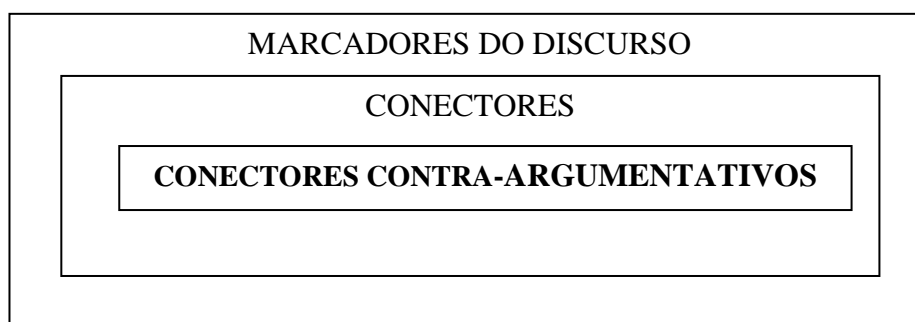 MARCADORES DO DISCURSO
CONECTORES
CONECTORES CONTRA-ARGUMENTATIVOS